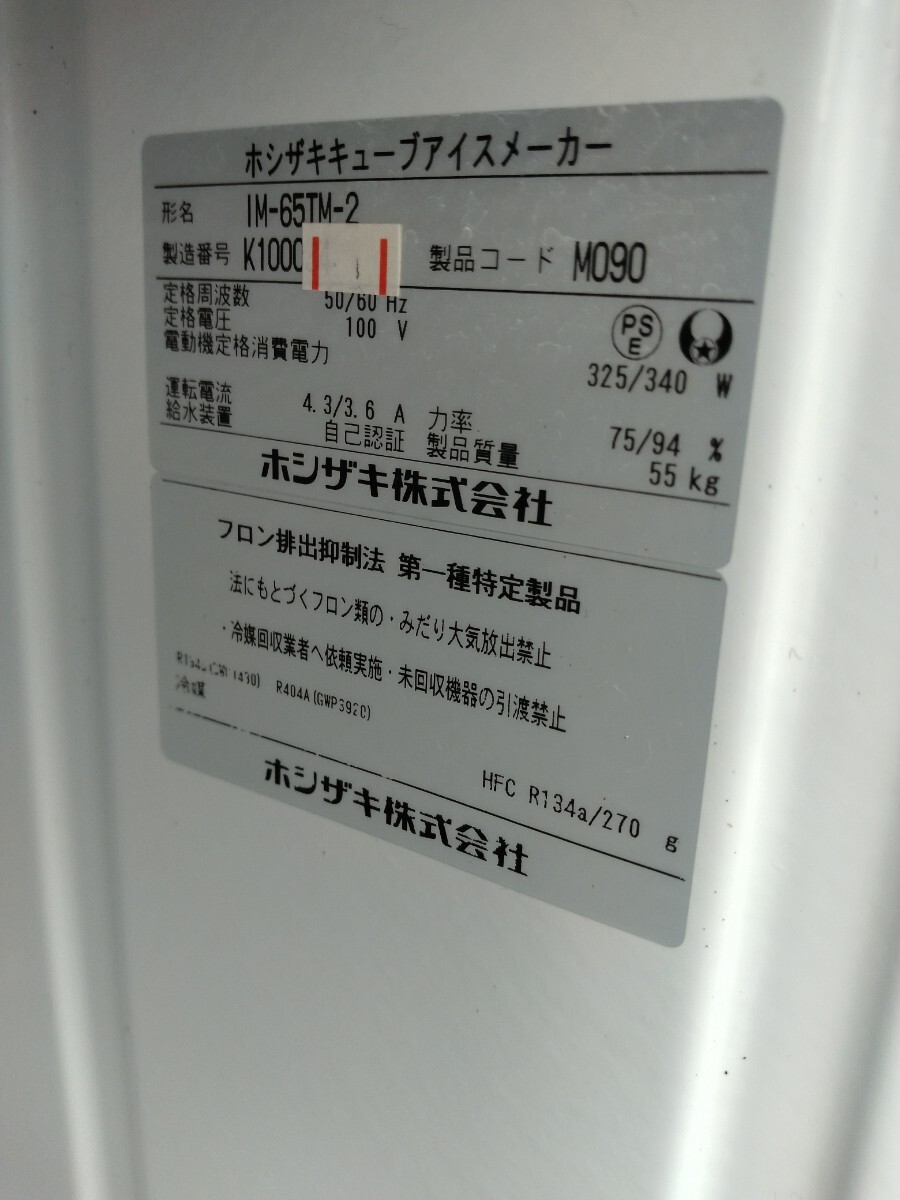 ホシザキキューブアイスメーカー
形名 IM-65TM-2
製造番号 K1000 製品コード M090
定格周波数 50/60 Hz
定格電圧 100 V
PS
E
電動機定格消費電力 325/340 W
運転電流 4.3/3.6 A 力率 75/94 %
給水装置 自己認証 製品質量 55 kg
ホシザキ株式会社
フロン排出抑制法 第一種特定製品
法にもとづくフロン類の・みだり大気放出禁止
・冷媒回収業者へ依頼実施・未回収機器の引渡禁止
R404A(GWP3920)
冷媒 HFC R134a/270 g
ホシザキ株式会社